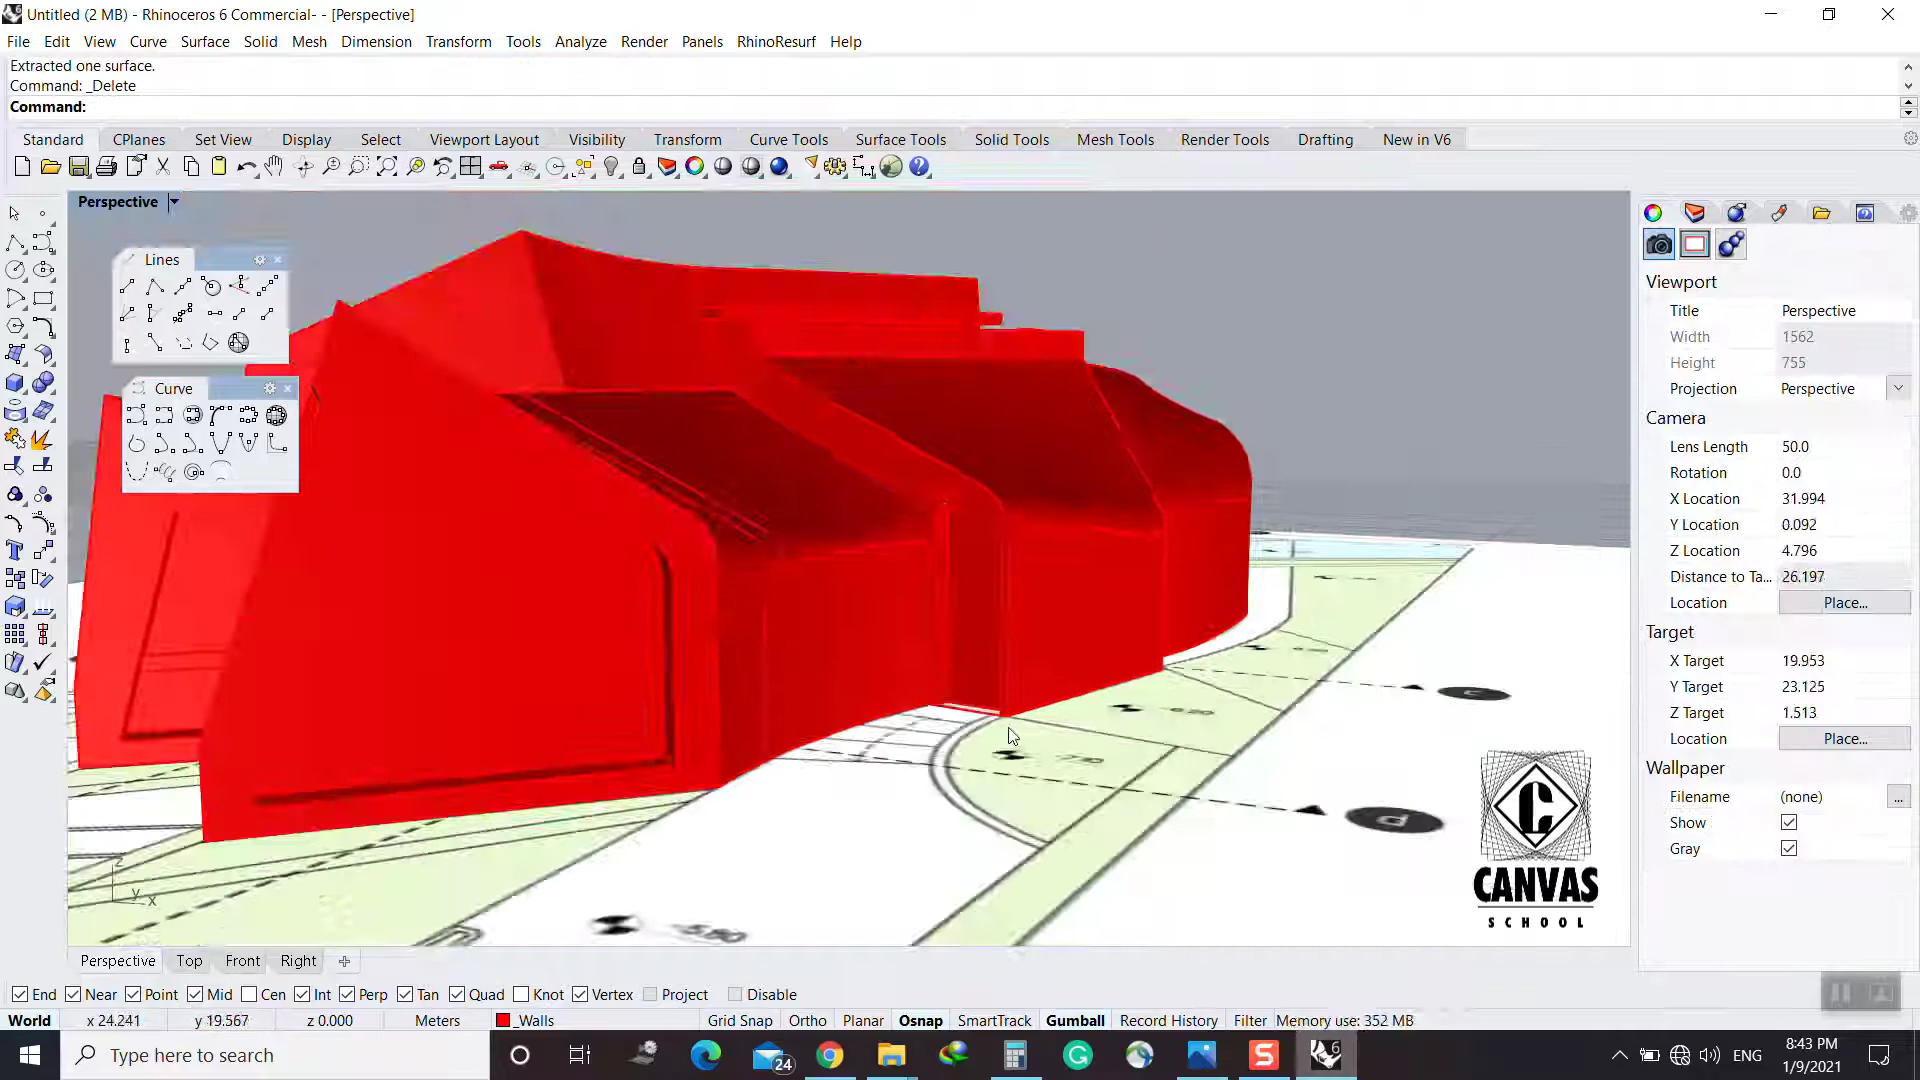 Untitled (2 MB) - Rhinoceros 6 Commercial- - [Perspective]
File Edit View Curve Surface Solid Mesh Dimension Transform Tools Analyze Render Panels RhinoResurf Help
Extracted one surface.
Command: _Delete
Command:
Standard CPlanes Set View Display Select Viewport Layout Visibility Transform Curve Tools Surface Tools Solid Tools Mesh Tools Render Tools Drafting New in V6
Perspective
Lines
Curve
Viewport
Title Perspective
Width 1562
Height 755
Projection Perspective
Camera
Lens Length 50.0
Rotation 0.0
X Location 31.994
Y Location 0.092
Z Location 4.796
Distance to Ta... 26.197
Location Place...
Target
X Target 19.953
Y Target 23.125
Z Target 1.513
Location Place...
Wallpaper
Filename (none) ...
Show
Gray
C
CANVAS
SCHOOL
-5.80
z
y x
Perspective Top Front Right
End Near Point Mid Cen Int Perp Tan Quad Knot Vertex Project Disable
World x 24.241 y 19.567 z 0.000 Meters _Walls Grid Snap Ortho Planar Osnap SmartTrack Gumball Record History Filter Memory use: 352 MB
Type here to search
24
ENG
8:43 PM
1/9/2021